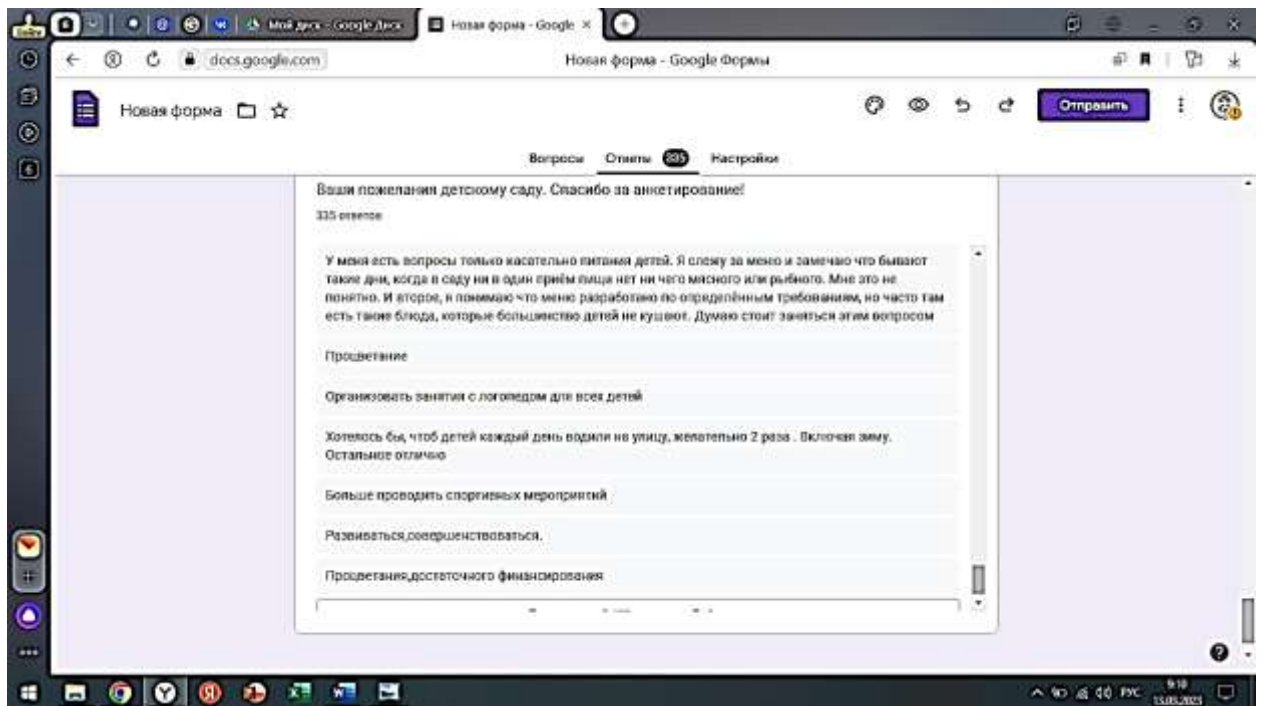 Мой диск - Google Диск
Новая форма - Google
docs.google.com
Новая форма - Google Формы
Новая форма
Отправить
Вопросы Ответы 335 Настройки
Ваши пожелания детскому саду. Спасибо за анкетирование!
335 ответов
У меня есть вопросы только касательно питания детей. Я слежу за меню и замечаю что бывают
такие дни, когда в саду ни в один приём пищи нет ни чего мясного или рыбного. Мне это не
понятно. И второе, я понимаю что меню разработано по определённым требованиям, но часто там
есть такие блюда, которые большинство детей не кушают. Думаю стоит заняться этим вопросом
Процветание
Организовать занятия с логопедом для всех детей
Хотелось бы, чтоб детей каждый день водили на улицу, желательно 2 раза . Включая зиму.
Остальное отлично
Больше проводить спортивных мероприятий
Развиваться,совершенствоваться.
Процветания,достаточного финансирования
РУС
9:10
15.05.2023